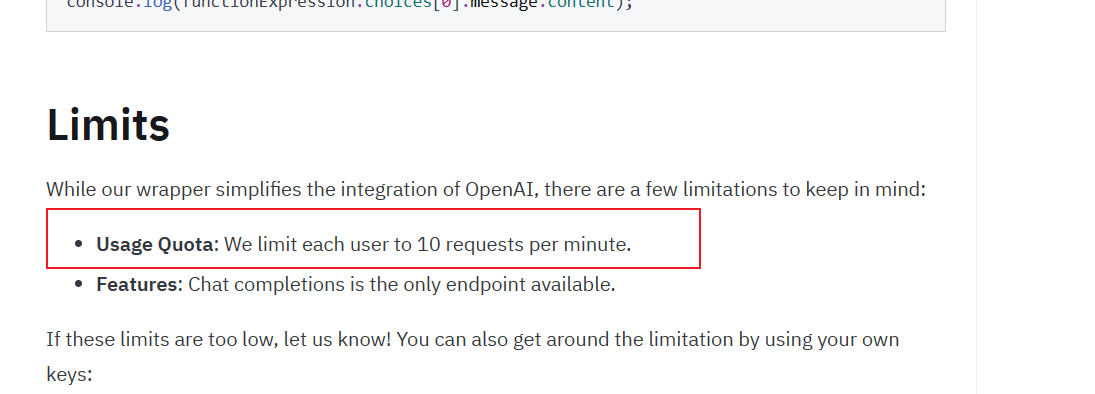 console.log(functionExpression.choices[0].message.content);
Limits
While our wrapper simplifies the integration of OpenAI, there are a few limitations to keep in mind:
• Usage Quota: We limit each user to 10 requests per minute.
• Features: Chat completions is the only endpoint available.
If these limits are too low, let us know! You can also get around the limitation by using your own
keys: